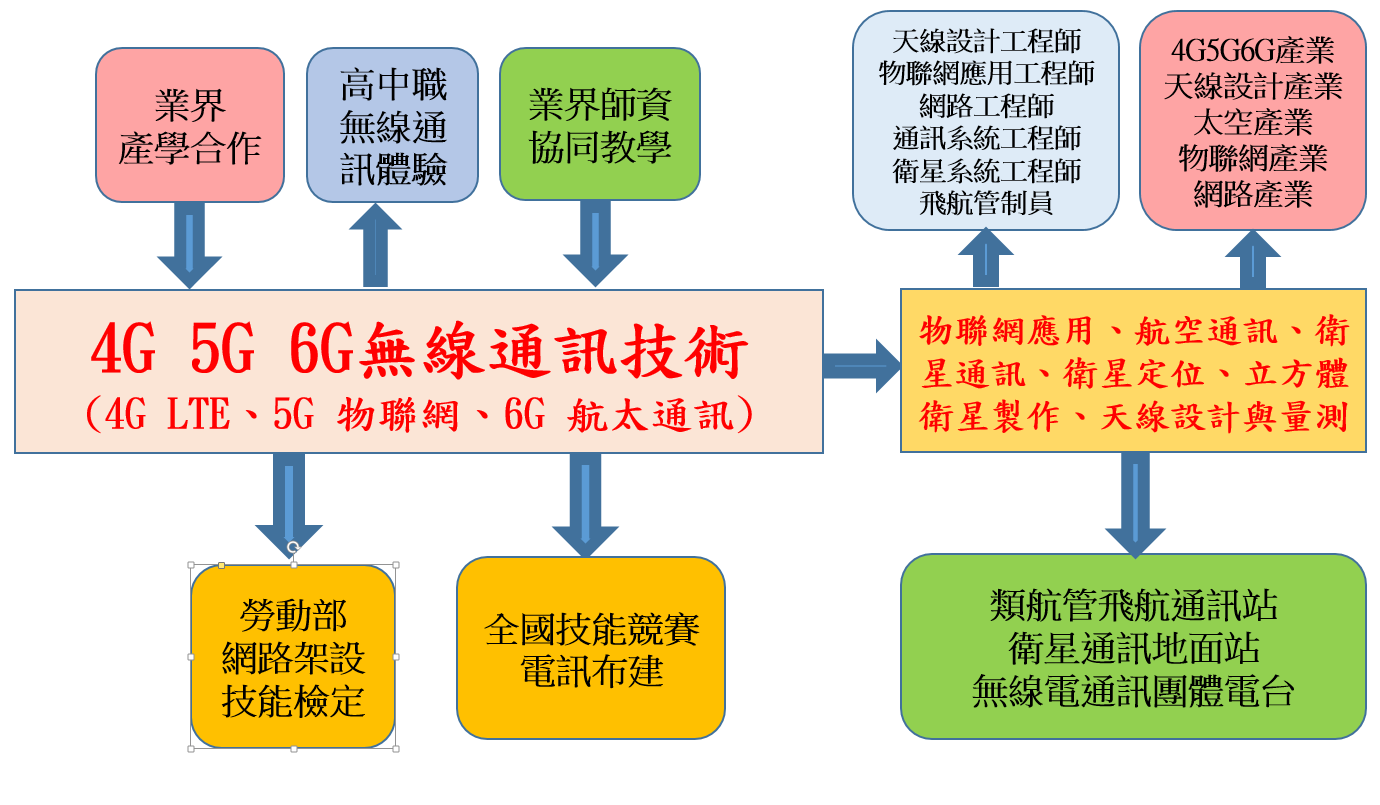 業界
產學合作
高中職
無線通
訊體驗
業界師資
協同教學
天線設計工程師
物聯網應用工程師
網路工程師
通訊系統工程師
衛星系統工程師
飛航管制員
4G5G6G產業
天線設計產業
太空產業
物聯網產業
網路產業
4G 5G 6G無線通訊技術
(4G LTE、5G 物聯網、6G 航太通訊)
物聯網應用、航空通訊、衛
星通訊、衛星定位、立方體
衛星製作、天線設計與量測
勞動部
網路架設
技能檢定
全國技能競賽
電訊布建
類航管飛航通訊站
衛星通訊地面站
無線電通訊團體電台